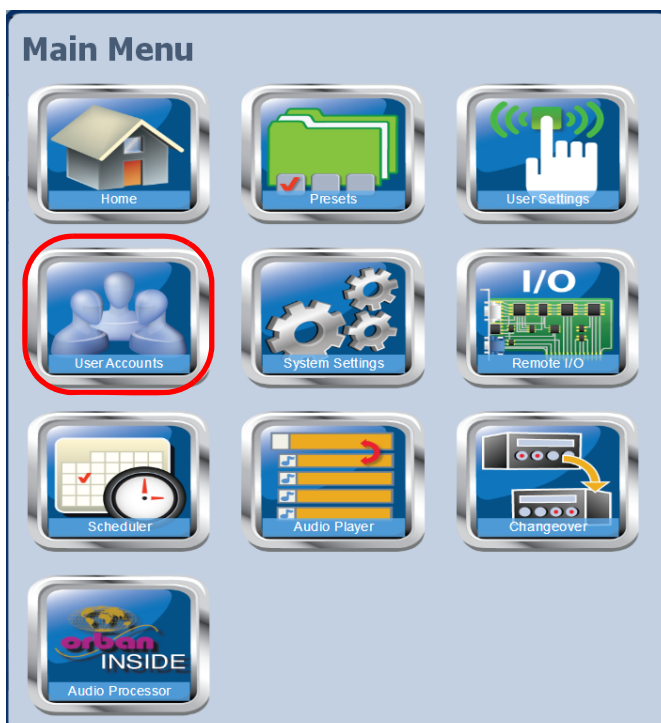 Main Menu
Home
Presets
User Settings
User Accounts
System Settings
I/O
Remote I/O
Scheduler
Audio Player
Changeover
orban
INSIDE
Audio Processor